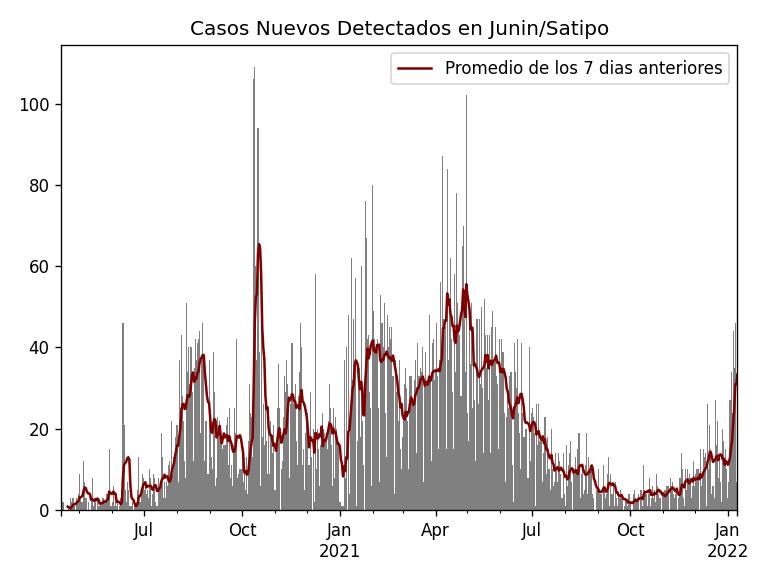 Casos Nuevos Detectados en Junin/Satipo
Promedio de los 7 dias anteriores
100
80
60
40
20
0
Jul Oct Jan Apr Jul Oct Jan
2021 2022